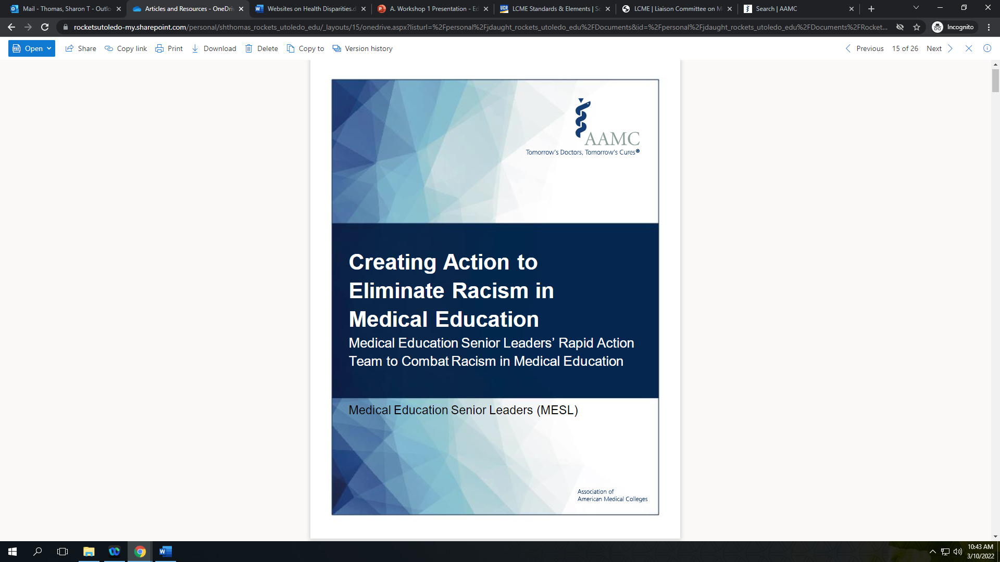 Mail - Thomas, Sharon T - Outlo
Articles and Resources - OneDriv
Websites on Health Disparities.d
A. Workshop 1 Presentation - Ed
UCR
LCME Standards & Elements | Sc
LCME | Liaison Committee on M
Search | AAMC
rocketsutoledo-my.sharepoint.com/personal/shthomas_rockets_utoledo_edu/_layouts/15/onedrive.aspx?listurl=%2Fpersonal%2Fjdaught_rockets_utoledo_edu%2FDocuments&id=%2Fpersonal%2Fjdaught_rockets_utoledo_edu%2FDocuments%2FRocket...
Incognito
PDF Open
Share
Copy link
Print
Download
Delete
Copy to
Version history
Previous
15 of 26
Next
AAMC
Tomorrow's Doctors, Tomorrow's Cures®
Creating Action to
Eliminate Racism in
Medical Education
Medical Education Senior Leaders’ Rapid Action
Team to Combat Racism in Medical Education
Medical Education Senior Leaders (MESL)
Association of
American Medical Colleges
10:43 AM
3/10/2022